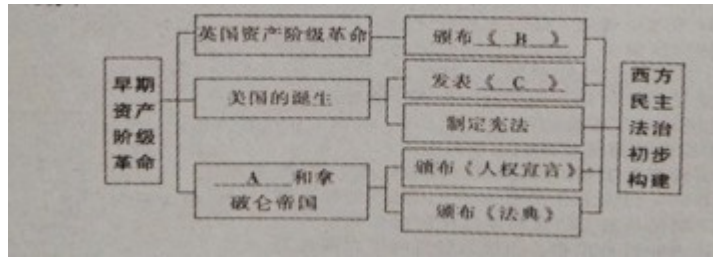 早期
资产
阶级
革命
英国资产阶级革命
颁布《 B 》
美国的诞生
发表《 C 》
制定宪法
A 和拿
破仑帝国
颁布《人权宣言》
颁布《法典》
西方
民主
法治
初步
构建